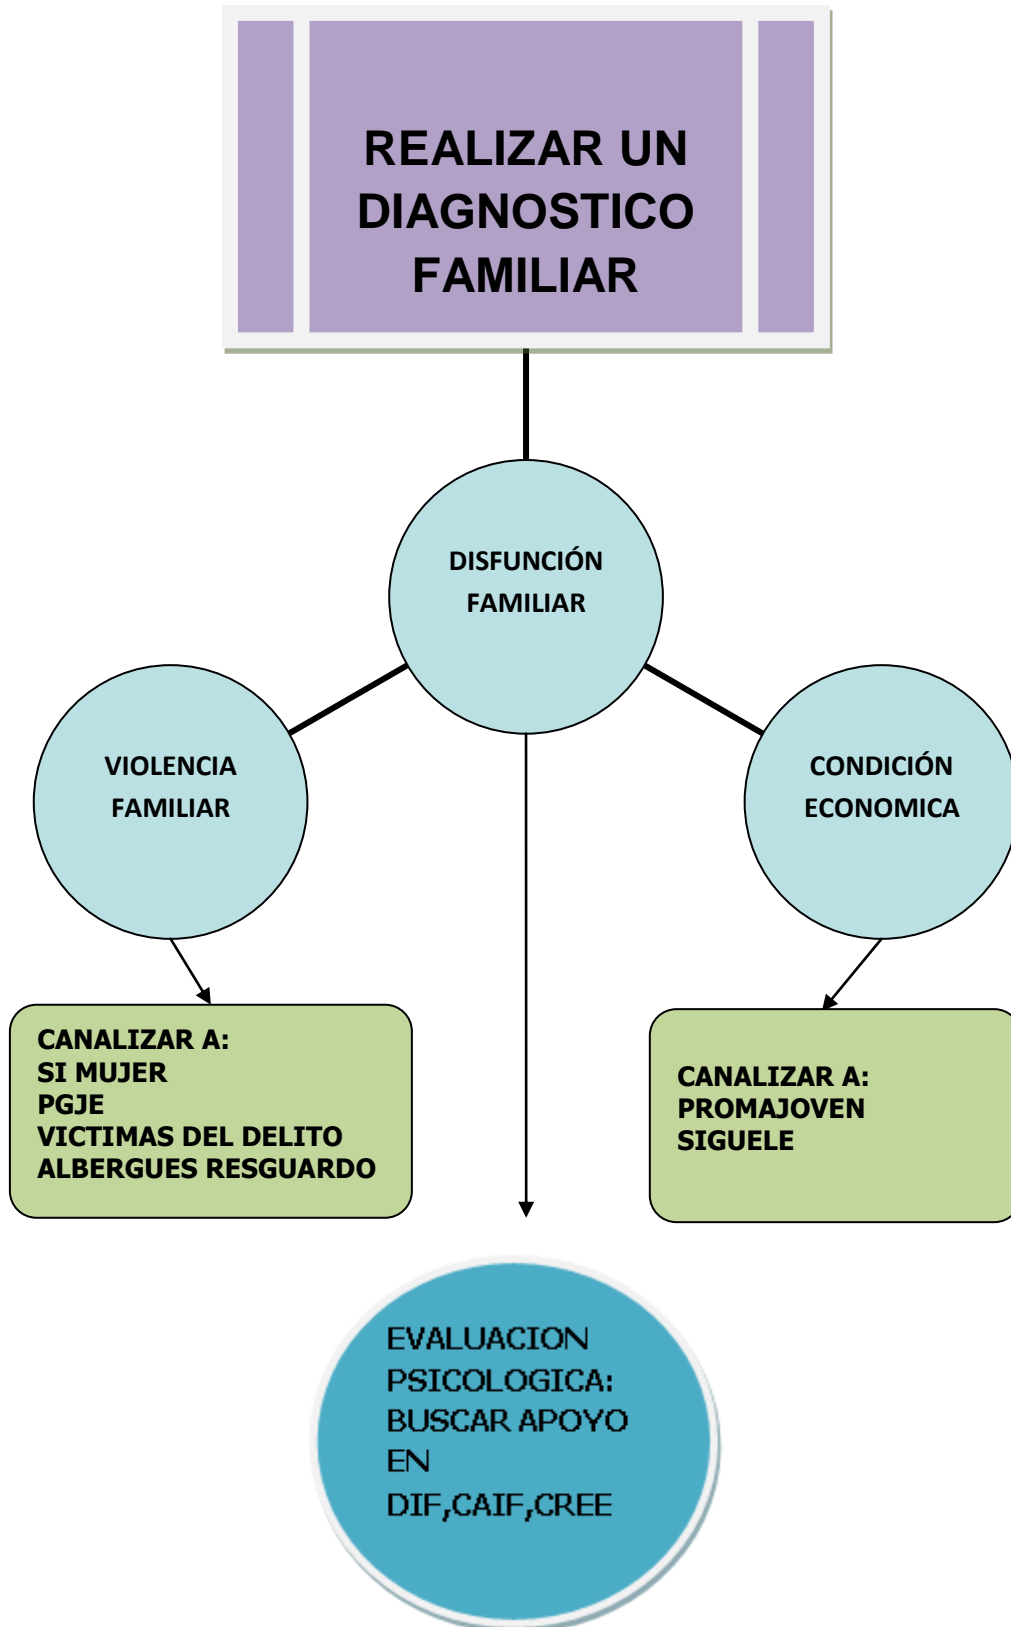 REALIZAR UN
DIAGNOSTICO
FAMILIAR
DISFUNCIÓN
FAMILIAR
VIOLENCIA
FAMILIAR
CONDICIÓN
ECONOMICA
CANALIZAR A:
SI MUJER
PGJE
VICTIMAS DEL DELITO
ALBERGUES RESGUARDO
CANALIZAR A:
PROMAJOVEN
SIGUELE
EVALUACION
PSICOLOGICA:
BUSCAR APOYO
EN
DIF,CAIF,CREE